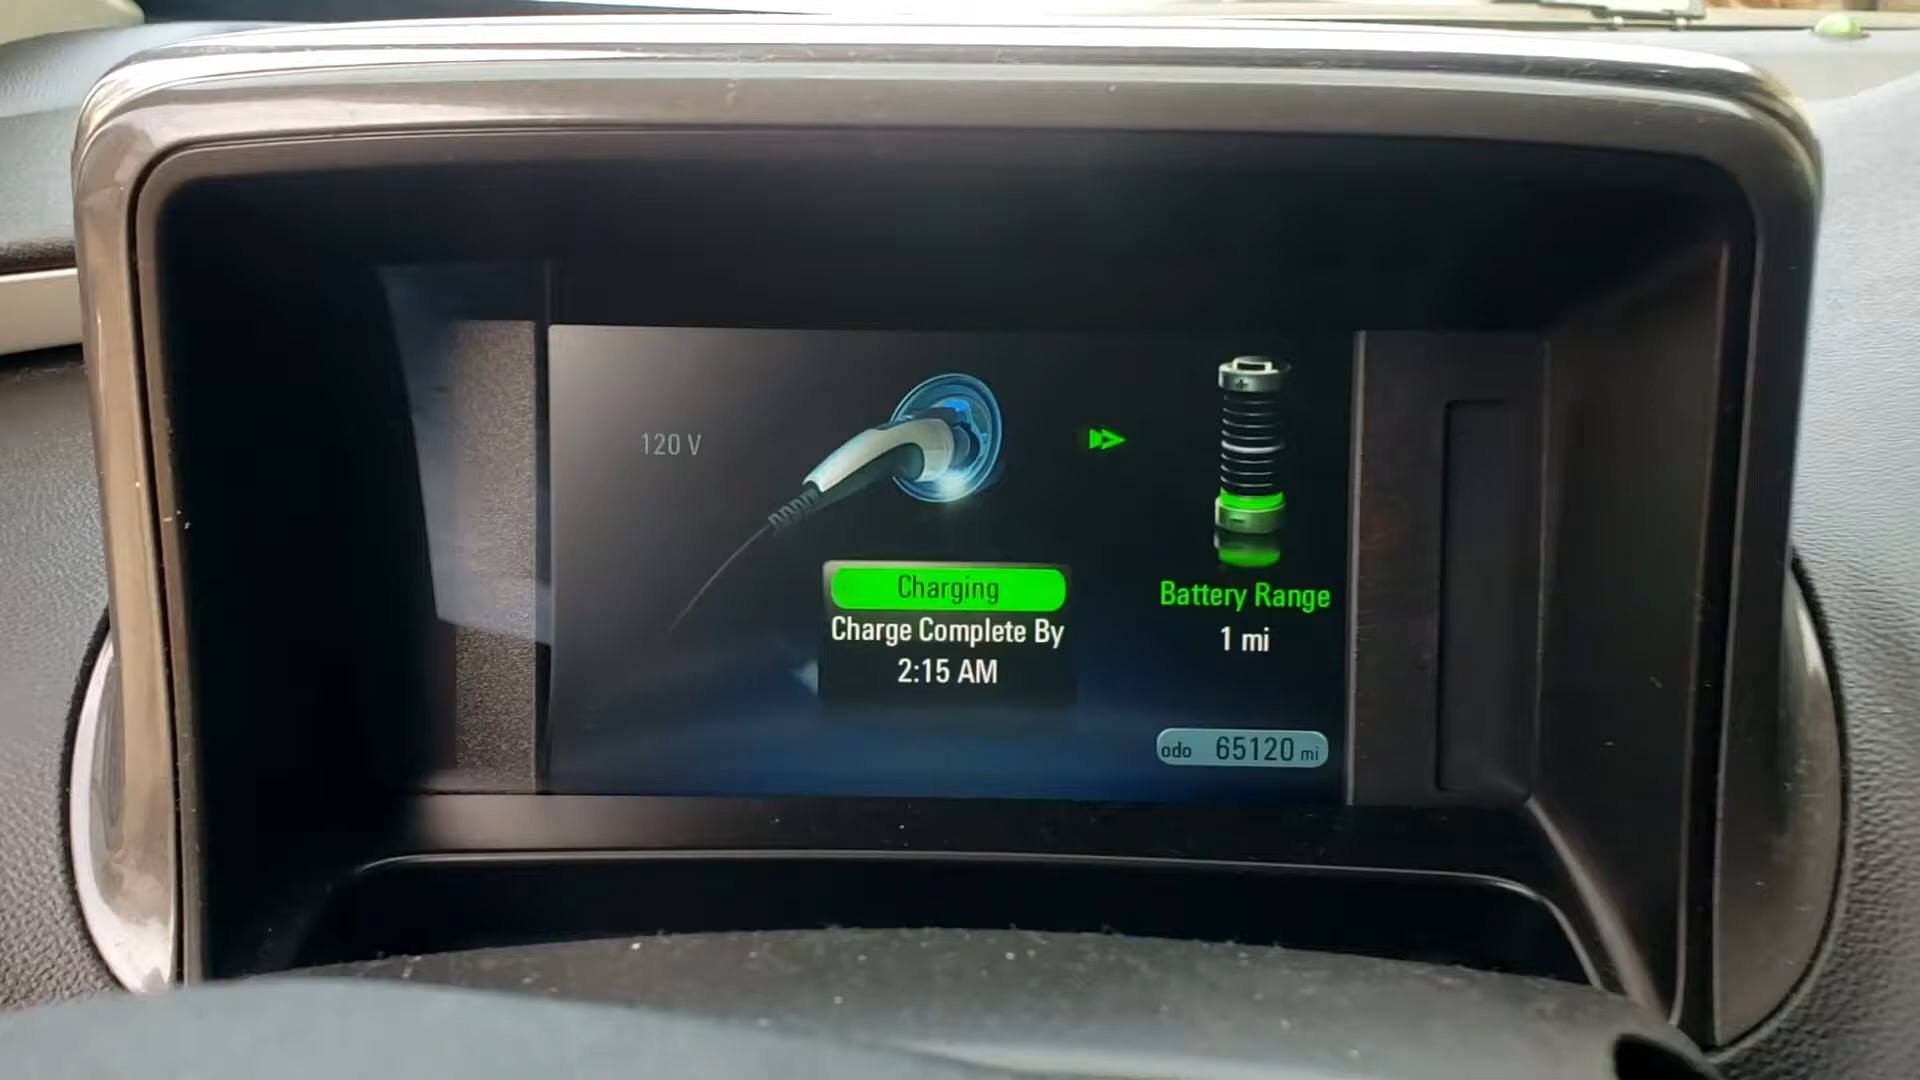 120 V
Charging
Charge Complete By
2:15 AM
Battery Range
1 mi
odo 65120 mi